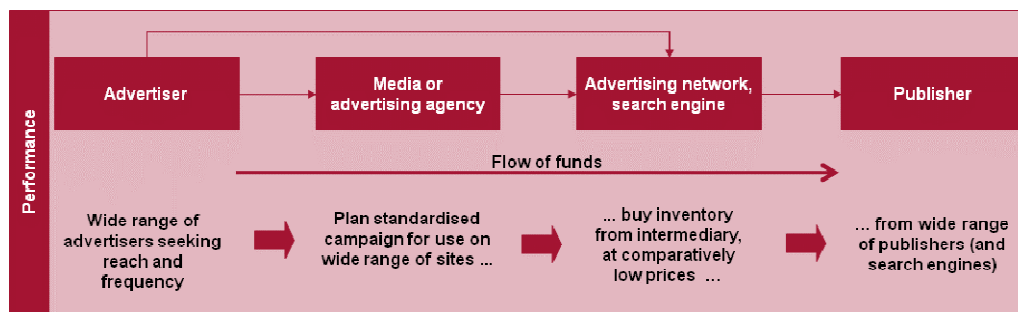 Performance
Advertiser
Media or
advertising agency
Advertising network,
search engine
Publisher
Flow of funds
Wide range of
advertisers seeking
reach and
frequency
Plan standardised
campaign for use on
wide range of sites ...
... buy inventory
from intermediary,
at comparatively
low prices ...
... from wide range
of publishers (and
search engines)